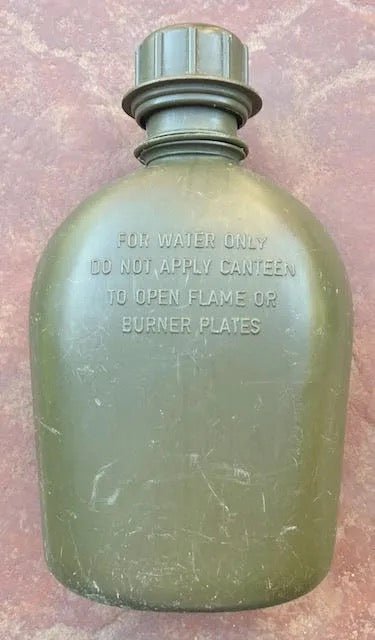 FOR WATER ONLY
DO NOT APPLY CANTEEN
TO OPEN FLAME OR
BURNER PLATES